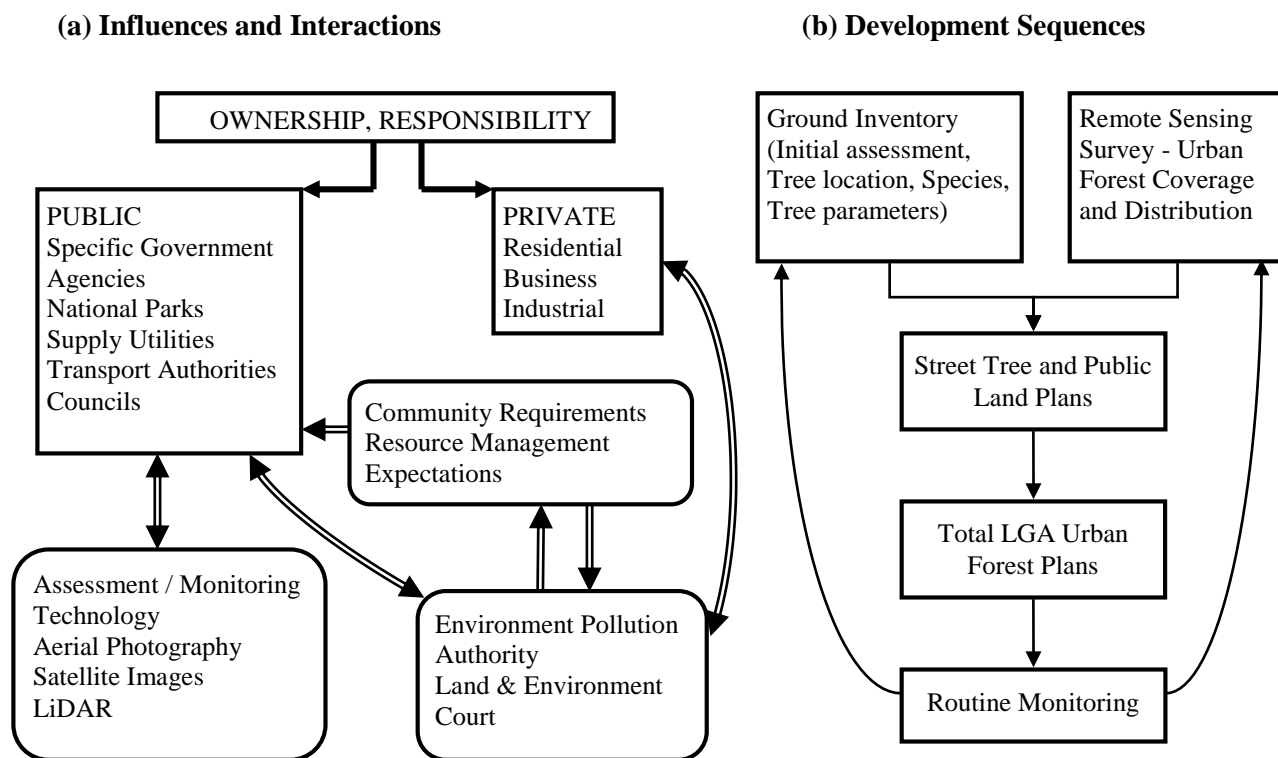 (a) Influences and Interactions
OWNERSHIP, RESPONSIBILITY
PUBLIC
Specific Government
Agencies
National Parks
Supply Utilities
Transport Authorities
Councils
PRIVATE
Residential
Business
Industrial
Community Requirements
Resource Management
Expectations
Assessment / Monitoring
Technology
Aerial Photography
Satellite Images
LiDAR
Environment Pollution
Authority
Land & Environment
Court
(b) Development Sequences
Ground Inventory
(Initial assessment,
Tree location, Species,
Tree parameters)
Remote Sensing
Survey - Urban
Forest Coverage
and Distribution
Street Tree and Public
Land Plans
Total LGA Urban
Forest Plans
Routine Monitoring